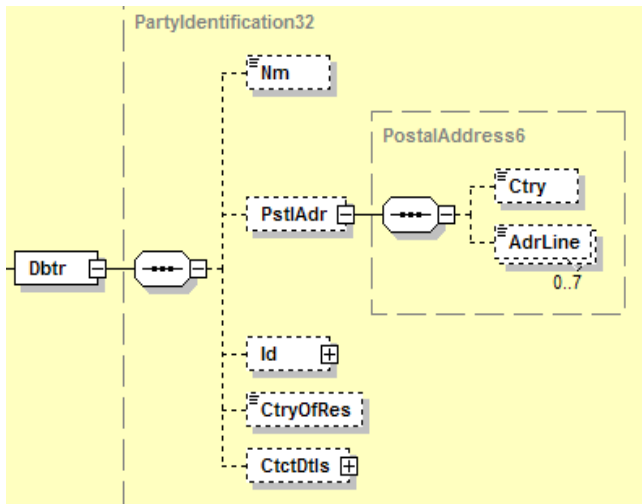 PartyIdentification32
Nm
PostalAddress6
Ctry
PstlAdr
AdrLine
0..7
Dbtr
Id
CtryOfRes
CtctDtls